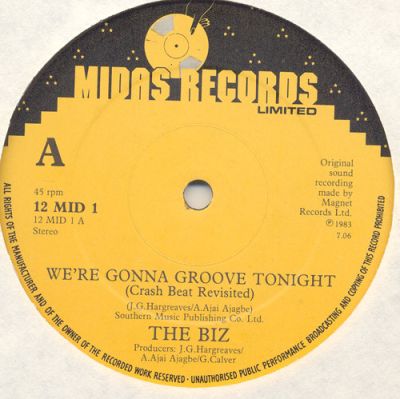 MIDAS RECORDS
LIMITED
A
45 rpm
12 MID 1
12 MID 1 A
Stereo
Original
sound
recording
made by
Magnet
Records Ltd.
℗ 1983
7.06
WE'RE GONNA GROOVE TONIGHT
(Crash Beat Revisited)
(J.G. Hargreaves/A.Ajai Ajagbe)
Southern Music Publishing Co. Ltd.
THE BIZ
Producers: J.G.Hargreaves/
A.Ajai Ajagbe/G.Calver
ALL RIGHTS OF THE MANUFACTURER AND OF THE OWNER OF THE RECORDED WORK RESERVED · UNAUTHORISED PUBLIC PERFORMANCE BROADCASTING AND COPYING OF THIS RECORD PROHIBITED